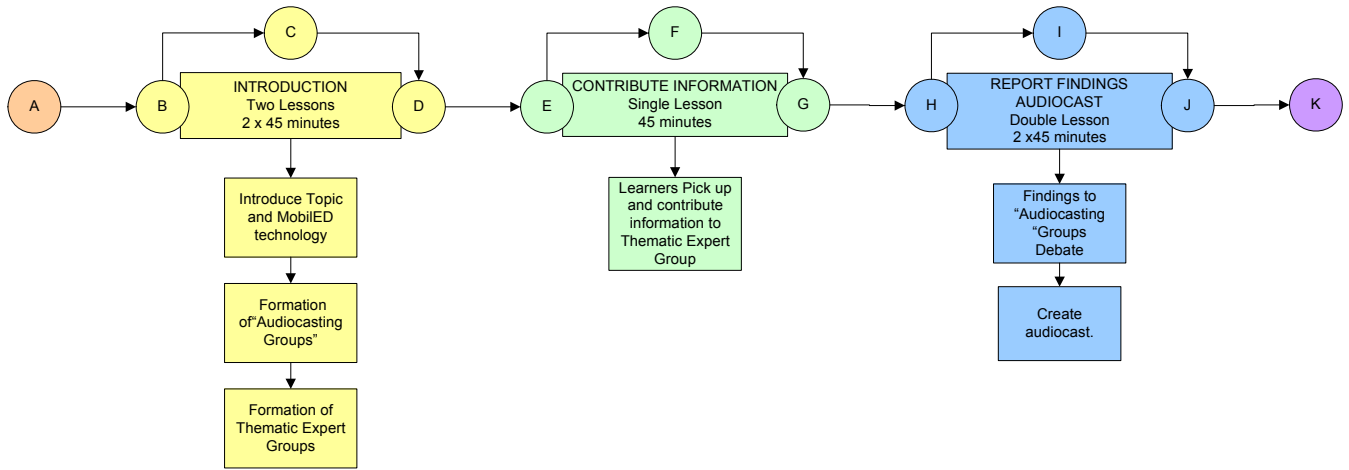 C
F
I
A
B
INTRODUCTION
Two Lessons
2 x 45 minutes
D
E
CONTRIBUTE INFORMATION
Single Lesson
45 minutes
G
H
REPORT FINDINGS
AUDIOCAST
Double Lesson
2 x45 minutes
J
K
Introduce Topic
and MobilED
technology
Formation
of“Audiocasting
Groups”
Formation of
Thematic Expert
Groups
Learners Pick up
and contribute
information to
Thematic Expert
Group
Findings to
“Audiocasting
“Groups
Debate
Create
audiocast.